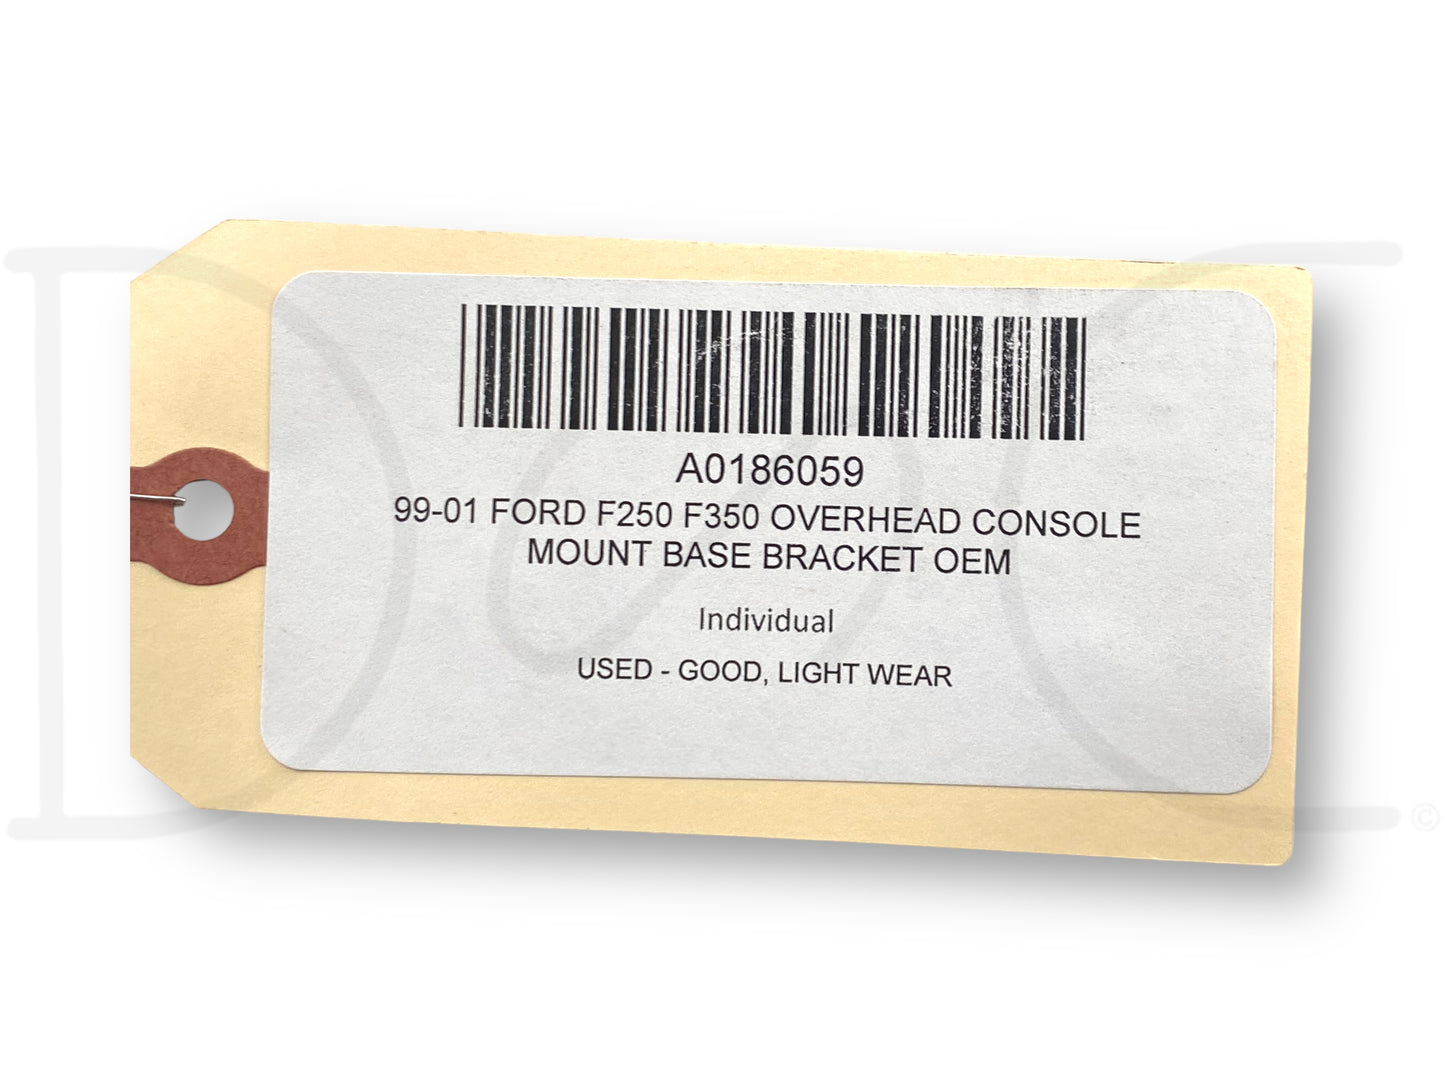 A0186059
99-01 FORD F250 F350 OVERHEAD CONSOLE
MOUNT BASE BRACKET OEM
Individual
USED - GOOD, LIGHT WEAR